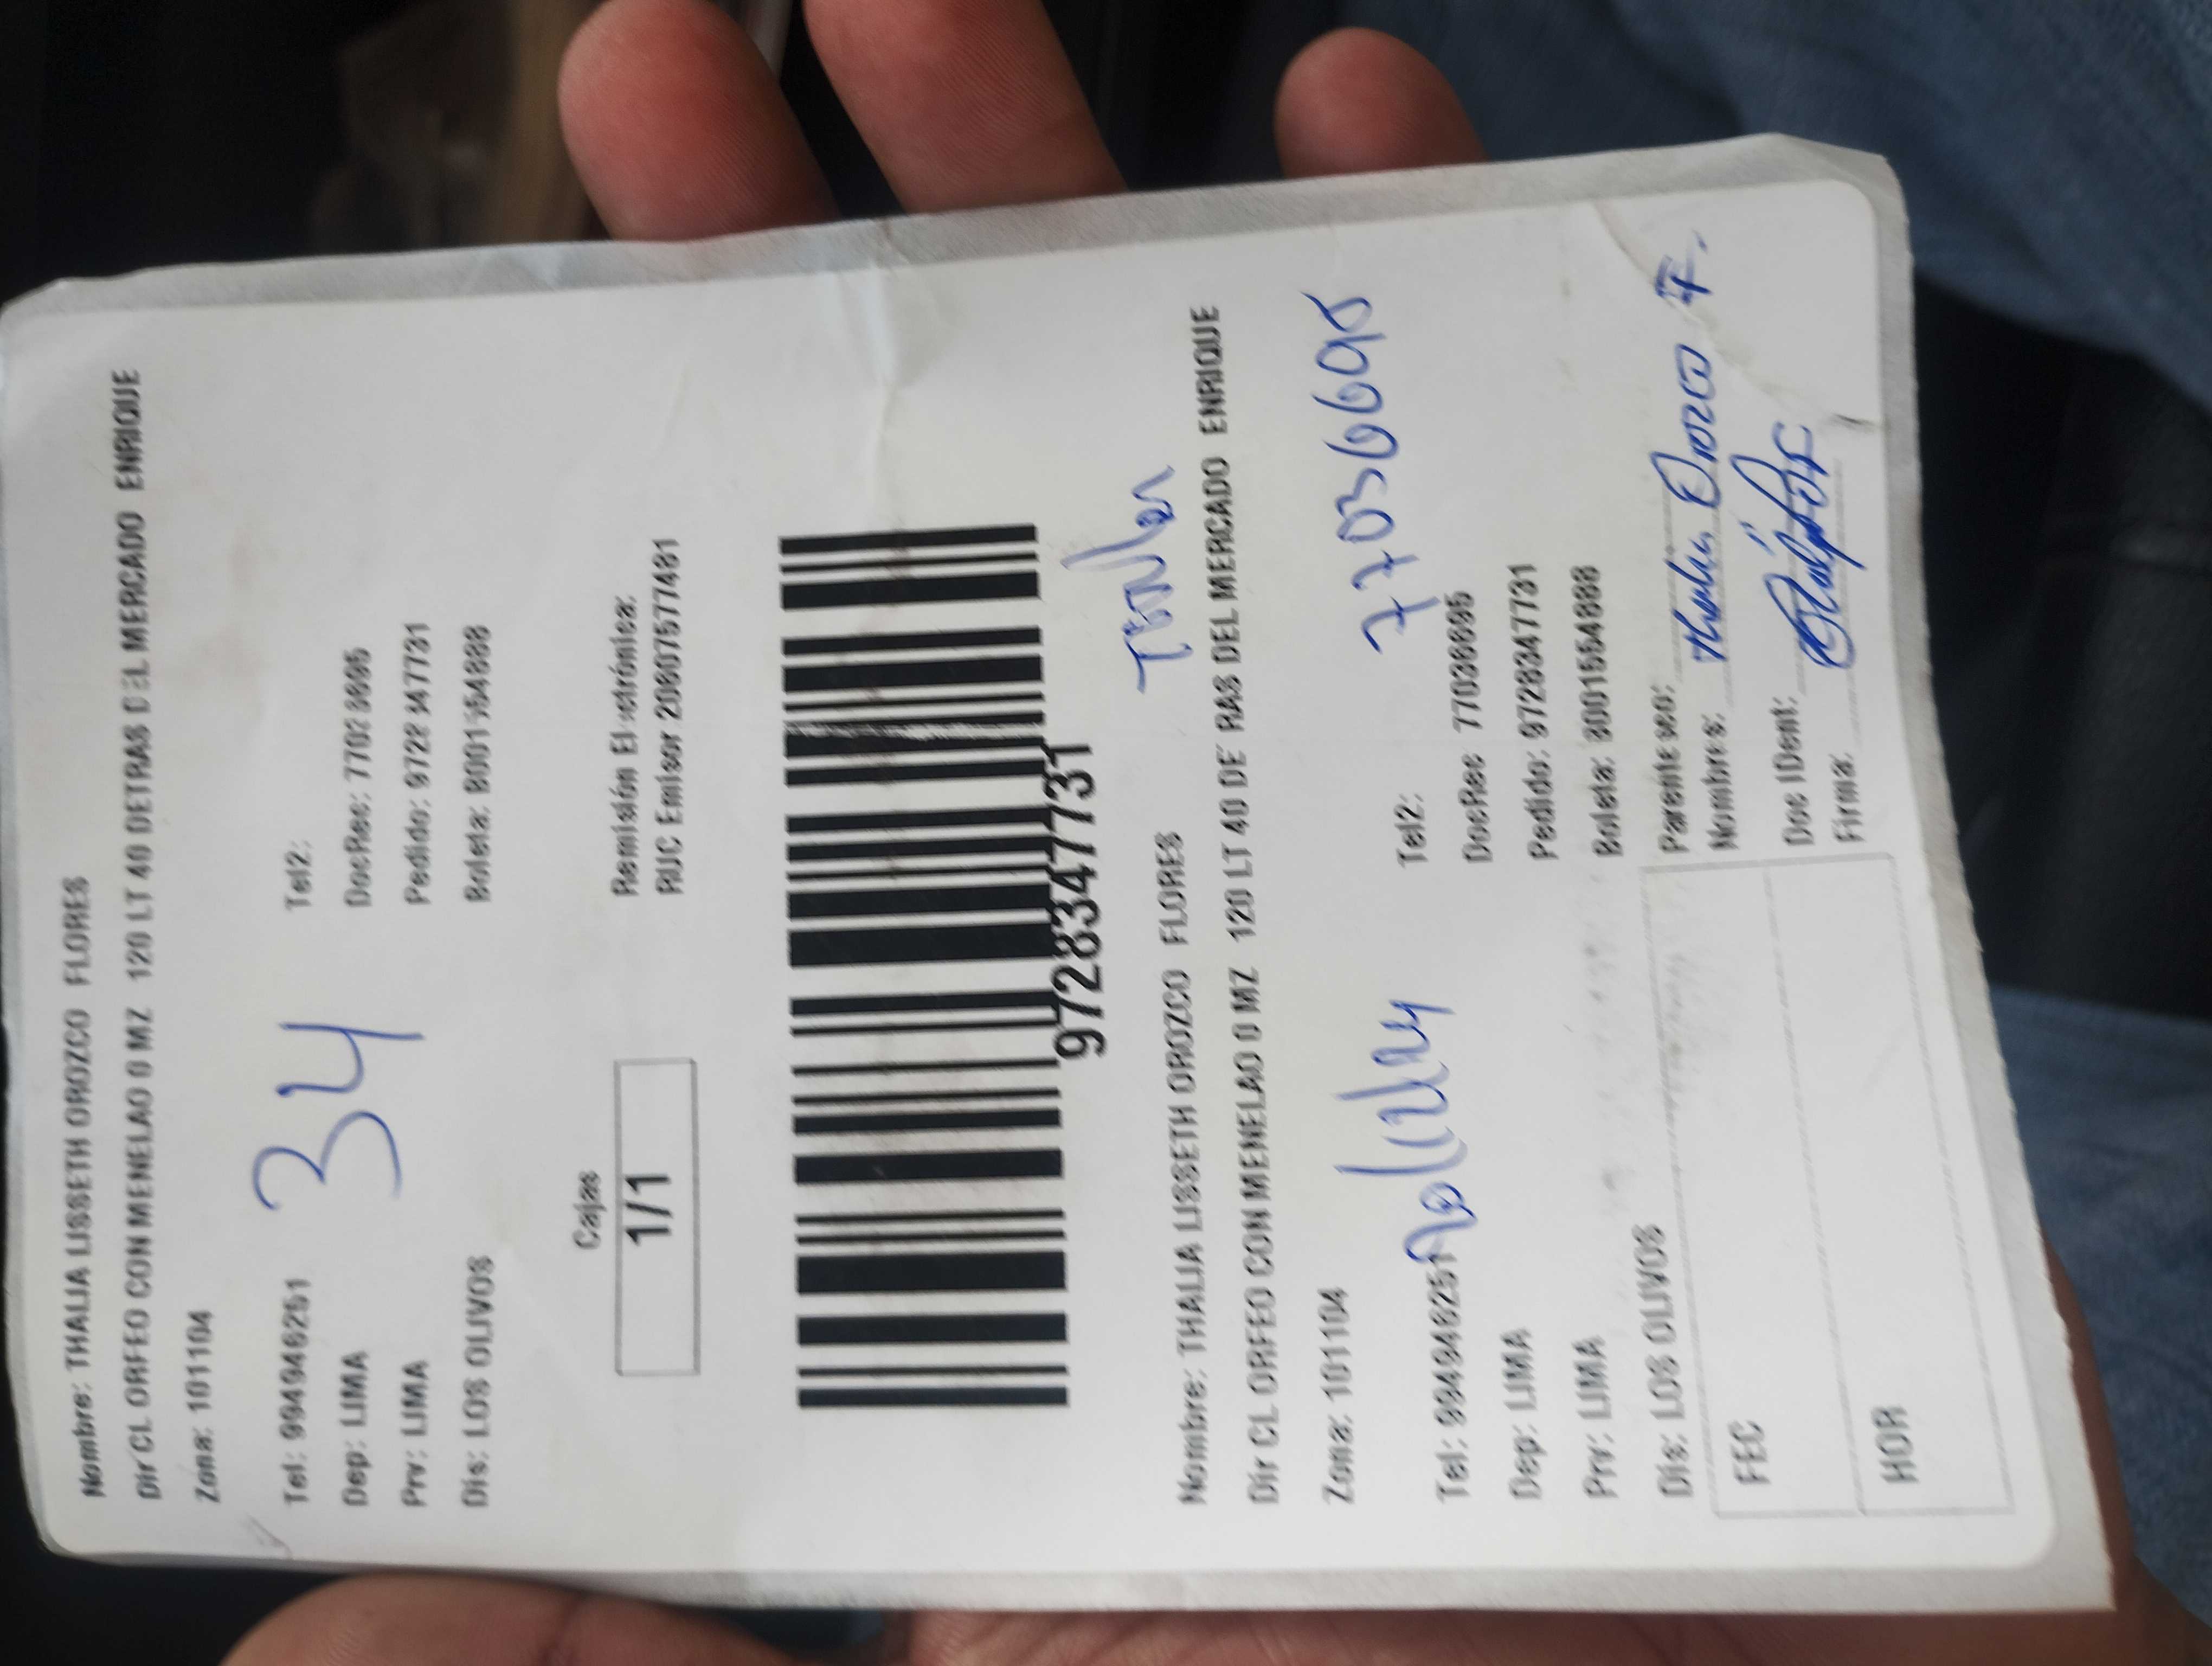 Nombre: THALIA LISSETH OROZCO FLORES
Dir CL ORFEO CON MENELAO 0 MZ 120 LT 40 DETRAS DEL MERCADO ENRIQUE
Zona: 101104
34
Tel: 994946251 Tel2:
Dep: LIMA DocRec: 77036695
Prv: LIMA Pedido: 9728347731
Dis: LOS OLIVOS Boleta: B001554888
Cajas
1/1
Remisión Electrónica:
RUC Emisor 20607577481
9728347731
Nombre: THALIA LISSETH OROZCO FLORES
Dir CL ORFEO CON MENELAO 0 MZ 120 LT 40 DETRAS DEL MERCADO ENRIQUE
Zona: 101104
77036695
Tel: 994946251 Tel2:
Dep: LIMA DocRec 77036695
Prv: LIMA Pedido: 9728347731
Dis: LOS OLIVOS Boleta: B001554888
Parentesco:
FEC Nombres: Orozco F.
Doc IDent:
HOR Firma: